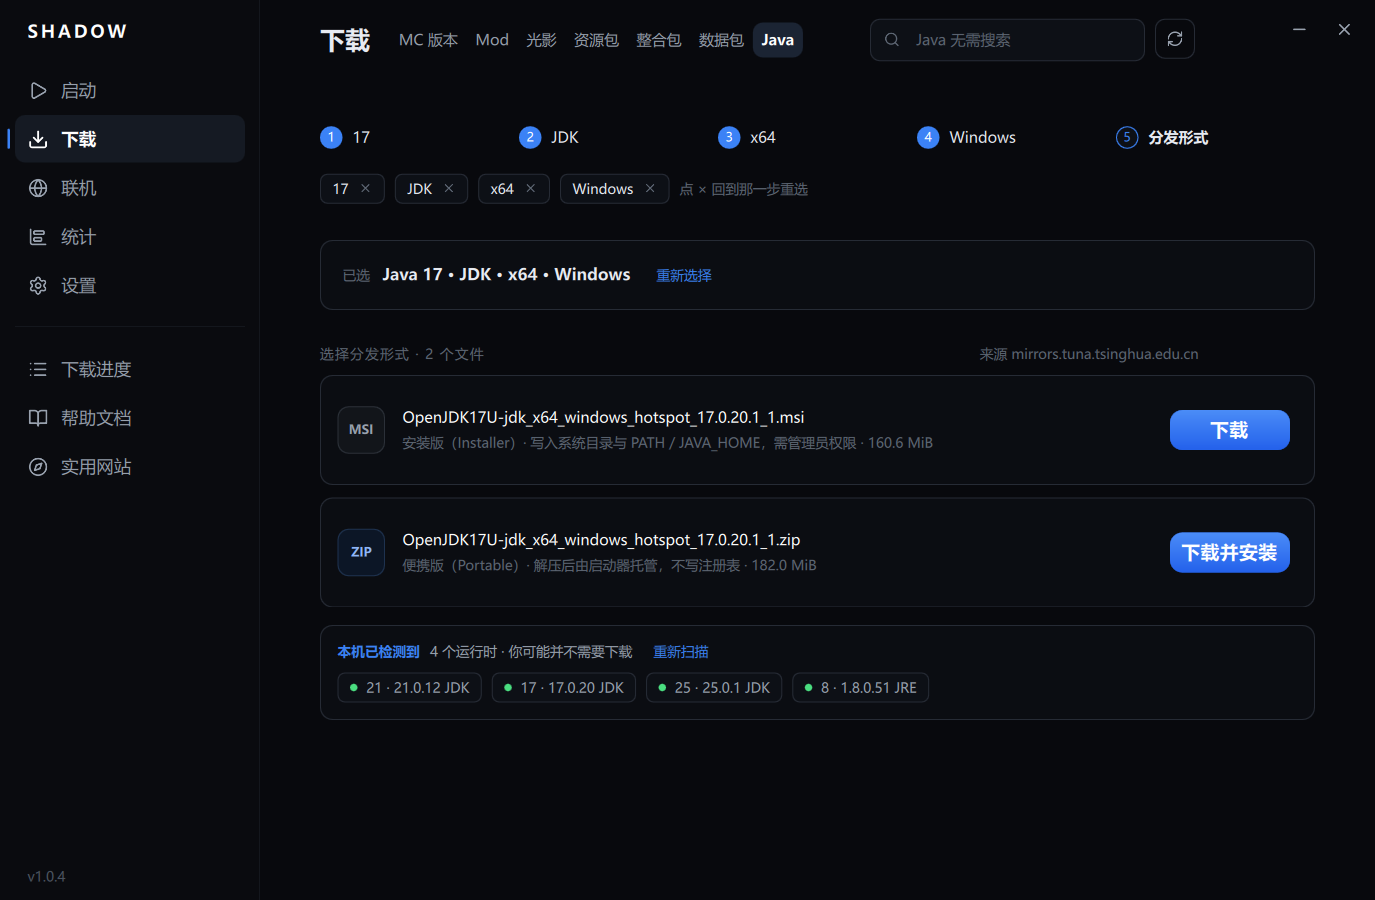 SHADOW
启动
下载
联机
统计
设置
下载进度
帮助文档
实用网站
v1.0.4
下载 MC 版本 Mod 光影 资源包 整合包 数据包 Java
Java 无需搜索
1 17 2 JDK 3 x64 4 Windows 5 分发形式
17 × JDK × x64 × Windows × 点 × 回到那一步重选
已选 Java 17 • JDK • x64 • Windows 重新选择
选择分发形式 · 2 个文件 来源 mirrors.tuna.tsinghua.edu.cn
MSI
OpenJDK17U-jdk_x64_windows_hotspot_17.0.20.1_1.msi
安装版（Installer）· 写入系统目录与 PATH / JAVA_HOME，需管理员权限 · 160.6 MiB
下载
ZIP
OpenJDK17U-jdk_x64_windows_hotspot_17.0.20.1_1.zip
便携版（Portable）· 解压后由启动器托管，不写注册表 · 182.0 MiB
下载并安装
本机已检测到 4 个运行时 · 你可能并不需要下载 重新扫描
21 · 21.0.12 JDK 17 · 17.0.20 JDK 25 · 25.0.1 JDK 8 · 1.8.0.51 JRE